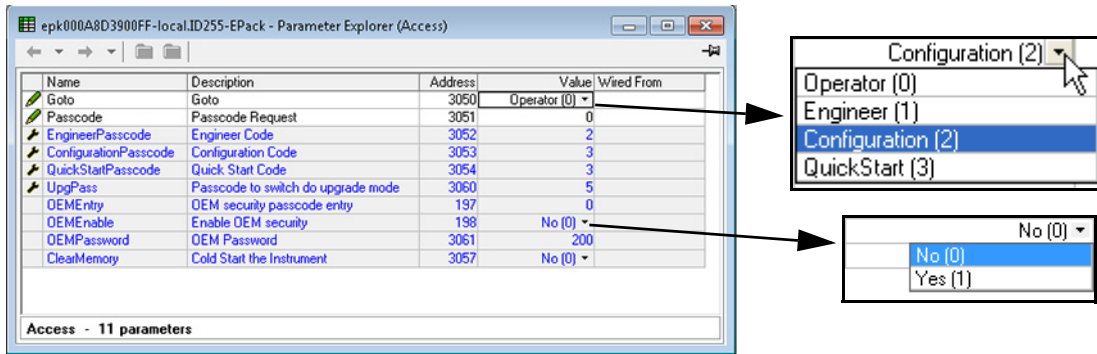 epk000A8D3900FF-local.ID255-EPack - Parameter Explorer (Access)
Name Description Address Value Wired From
Goto Goto 3050 Operator (0)
Passcode Passcode Request 3051 0
EngineerPasscode Engineer Code 3052 2
ConfigurationPasscode Configuration Code 3053 3
QuickStartPasscode Quick Start Code 3054 3
UpgPass Passcode to switch do upgrade mode 3060 5
OEMEntry OEM security passcode entry 197 0
OEMEnable Enable OEM security 198 No (0)
OEMPassword OEM Password 3061 200
ClearMemory Cold Start the Instrument 3057 No (0)
Access - 11 parameters
Configuration (2)
Operator (0)
Engineer (1)
Configuration (2)
QuickStart (3)
No (0)
No (0)
Yes (1)